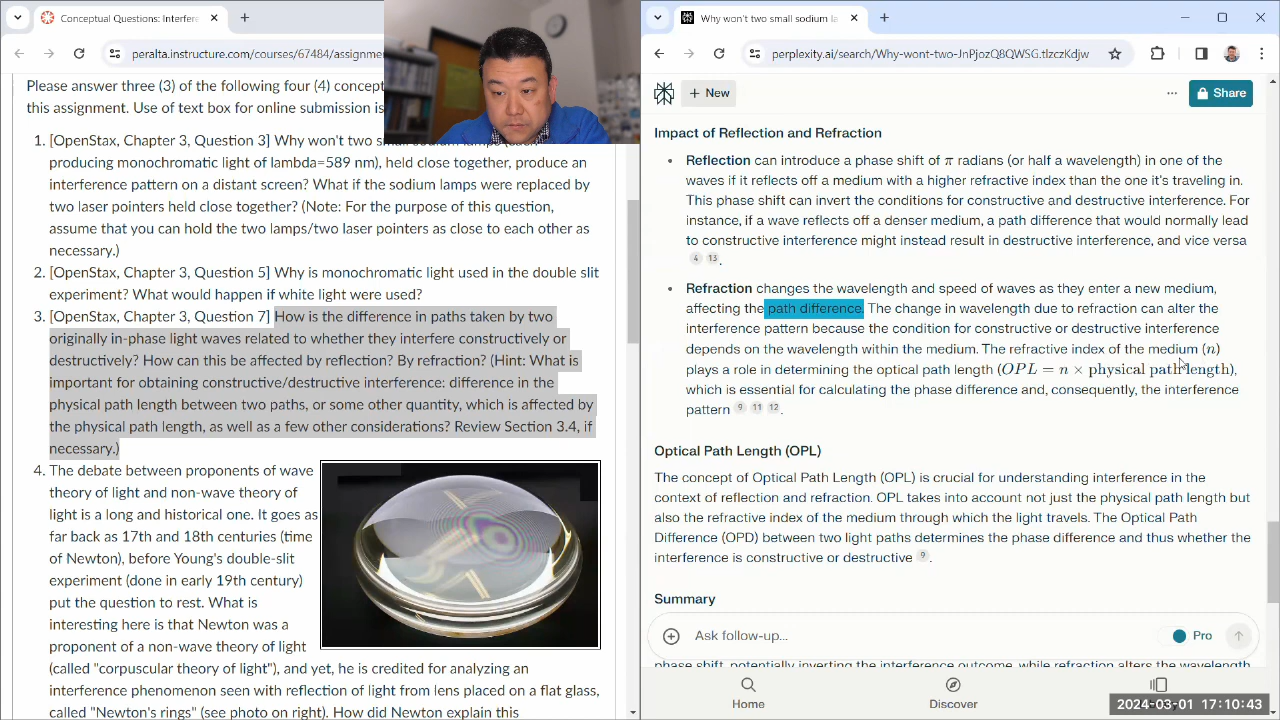 Conceptual Questions: Interfere
peralta.instructure.com/courses/67484/assignme
Please answer three (3) of the following four (4) concept
this assignment. Use of text box for online submission is
1. [OpenStax, Chapter 3, Question 3] Why won't two small sodium lamps (each
producing monochromatic light of lambda=589 nm), held close together, produce an
interference pattern on a distant screen? What if the sodium lamps were replaced by
two laser pointers held close together? (Note: For the purpose of this question,
assume that you can hold the two lamps/two laser pointers as close to each other as
necessary.)
2. [OpenStax, Chapter 3, Question 5] Why is monochromatic light used in the double slit
experiment? What would happen if white light were used?
3. [OpenStax, Chapter 3, Question 7] How is the difference in paths taken by two
originally in-phase light waves related to whether they interfere constructively or
destructively? How can this be affected by reflection? By refraction? (Hint: What is
important for obtaining constructive/destructive interference: difference in the
physical path length between two paths, or some other quantity, which is affected by
the physical path length, as well as a few other considerations? Review Section 3.4, if
necessary.)
4. The debate between proponents of wave
theory of light and non-wave theory of
light is a long and historical one. It goes as
far back as 17th and 18th centuries (time
of Newton), before Young's double-slit
experiment (done in early 19th century)
put the question to rest. What is
interesting here is that Newton was a
proponent of a non-wave theory of light
(called "corpuscular theory of light"), and yet, he is credited for analyzing an
interference phenomenon seen with reflection of light from lens placed on a flat glass,
called "Newton's rings" (see photo on right). How did Newton explain this
Why won't two small sodium la
perplexity.ai/search/Why-wont-two-JnPjozQ8QWSG.tlzczKdjw
New
Share
Impact of Reflection and Refraction
• Reflection can introduce a phase shift of π radians (or half a wavelength) in one of the
waves if it reflects off a medium with a higher refractive index than the one it's traveling in.
This phase shift can invert the conditions for constructive and destructive interference. For
instance, if a wave reflects off a denser medium, a path difference that would normally lead
to constructive interference might instead result in destructive interference, and vice versa
4 13 .
• Refraction changes the wavelength and speed of waves as they enter a new medium,
affecting the path difference. The change in wavelength due to refraction can alter the
interference pattern because the condition for constructive or destructive interference
depends on the wavelength within the medium. The refractive index of the medium (n)
plays a role in determining the optical path length (OPL = n × physical path length),
which is essential for calculating the phase difference and, consequently, the interference
pattern 9 11 12 .
Optical Path Length (OPL)
The concept of Optical Path Length (OPL) is crucial for understanding interference in the
context of reflection and refraction. OPL takes into account not just the physical path length but
also the refractive index of the medium through which the light travels. The Optical Path
Difference (OPD) between two light paths determines the phase difference and thus whether the
interference is constructive or destructive 9 .
Summary
Ask follow-up...
Pro
phase shift, potentially inverting the interference outcome, while refraction alters the wavelength
Home
Discover
2024-03-01 17:10:43